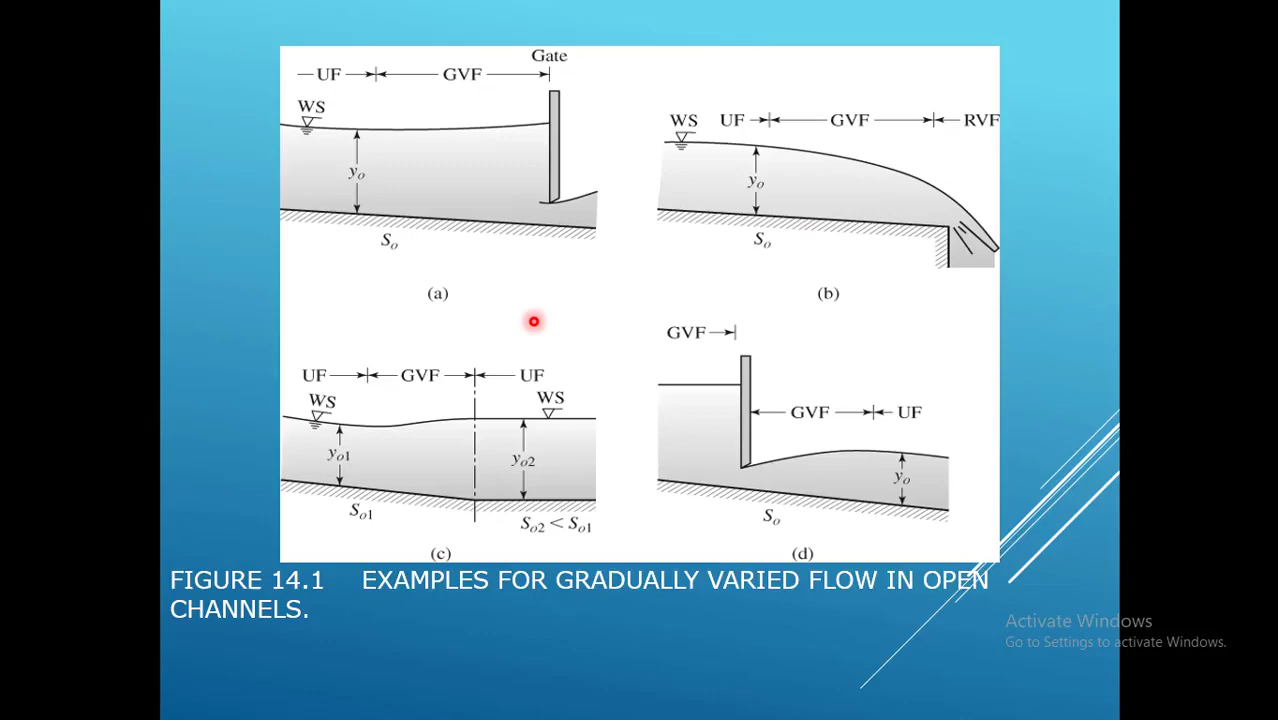 Gate
UF GVF
WS
y_o
S_o
(a)
WS UF GVF RVF
y_o
S_o
(b)
UF GVF UF
WS WS
y_o1 y_o2
S_o1
S_o2 < S_o1
(c)
GVF
GVF UF
y_o
S_o
(d)
FIGURE 14.1 EXAMPLES FOR GRADUALLY VARIED FLOW IN OPEN
CHANNELS.
Activate Windows
Go to Settings to activate Windows.